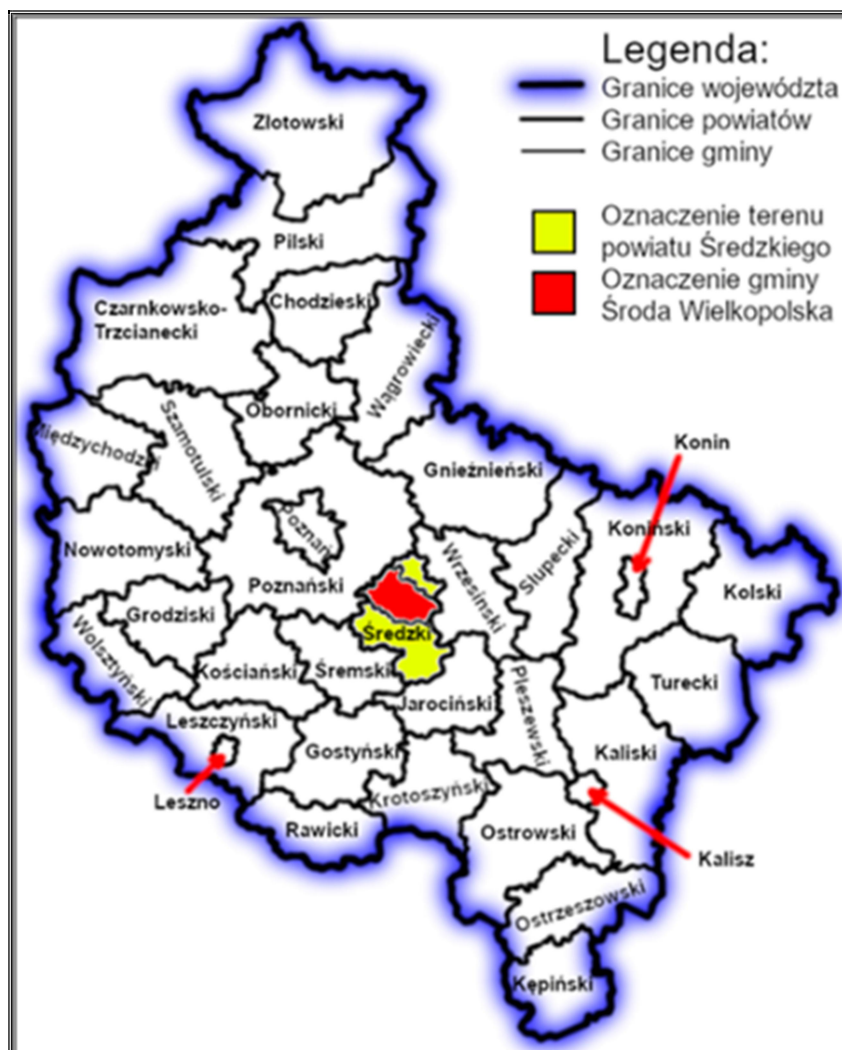 Legenda:
Granice województa
Granice powiatów
Granice gminy
Oznaczenie terenu
powiatu Średzkiego
Oznaczenie gminy
Środa Wielkopolska
Złotowski
Pilski
Chodzieski
Czarnkowsko-
Trzcianecki
Wągrowiecki
Obornicki
Szamotulski
Międzychodzki
Gnieźnieński
Konin
Koniński
Poznań
Nowotomyski
Wrzesinski
Słupecki
Kolski
Poznański
Grodziski
Średzki
Wolsztyński
Kościański
Śremski
Turecki
Jarociński
Pleszewski
Leszczyński
Gostyński
Kaliski
Leszno
Krotoszyński
Rawicki
Ostrowski
Kalisz
Ostrzeszowski
Kępiński